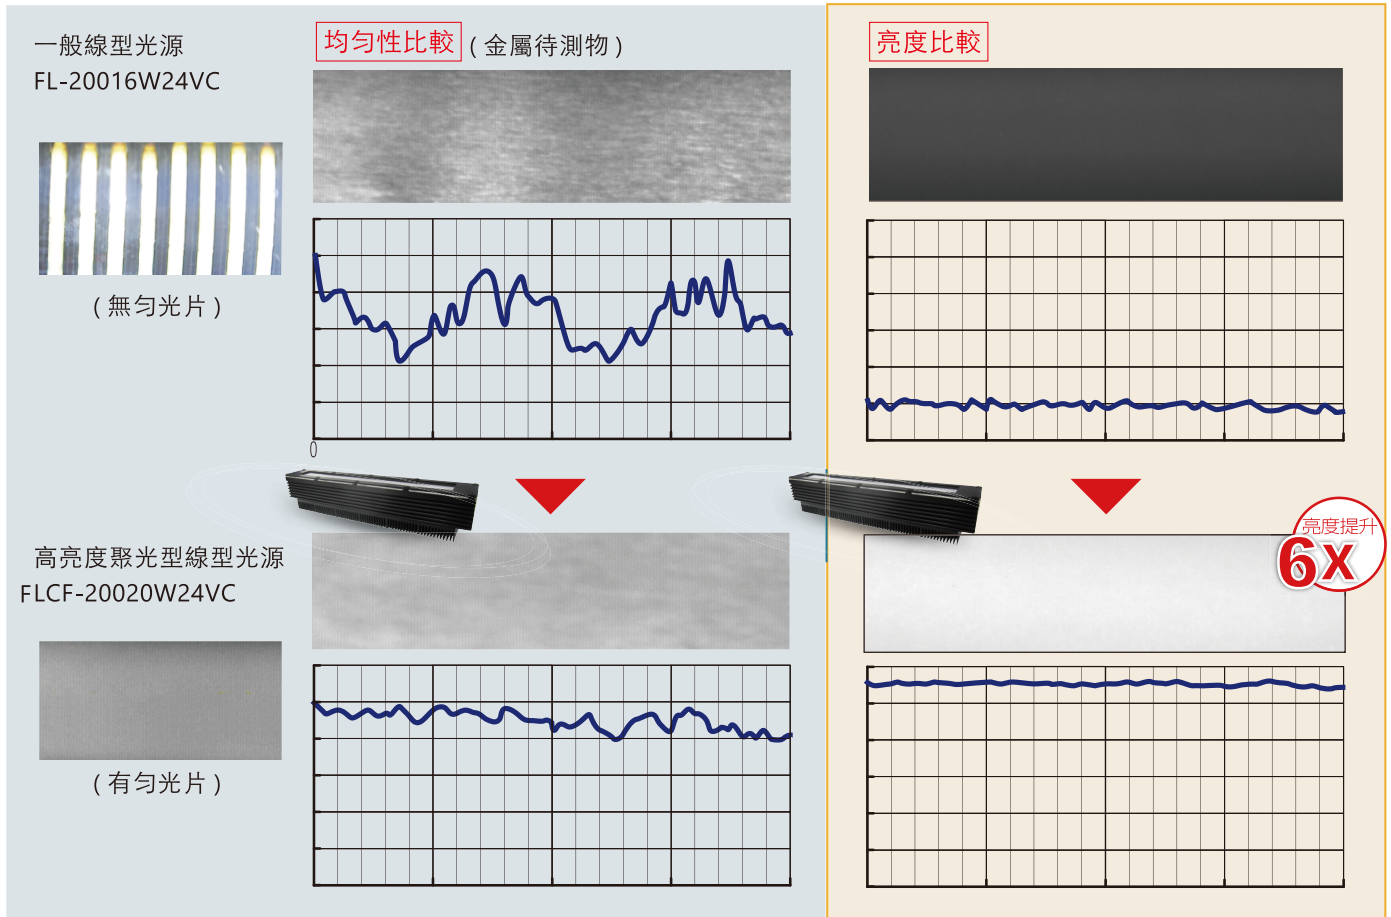 一般線型光源
FL-20016W24VC
(無勻光片)
均勻性比較 (金屬待測物)
亮度比較
0
高亮度聚光型線型光源
FLCF-20020W24VC
(有勻光片)
亮度提升
6x